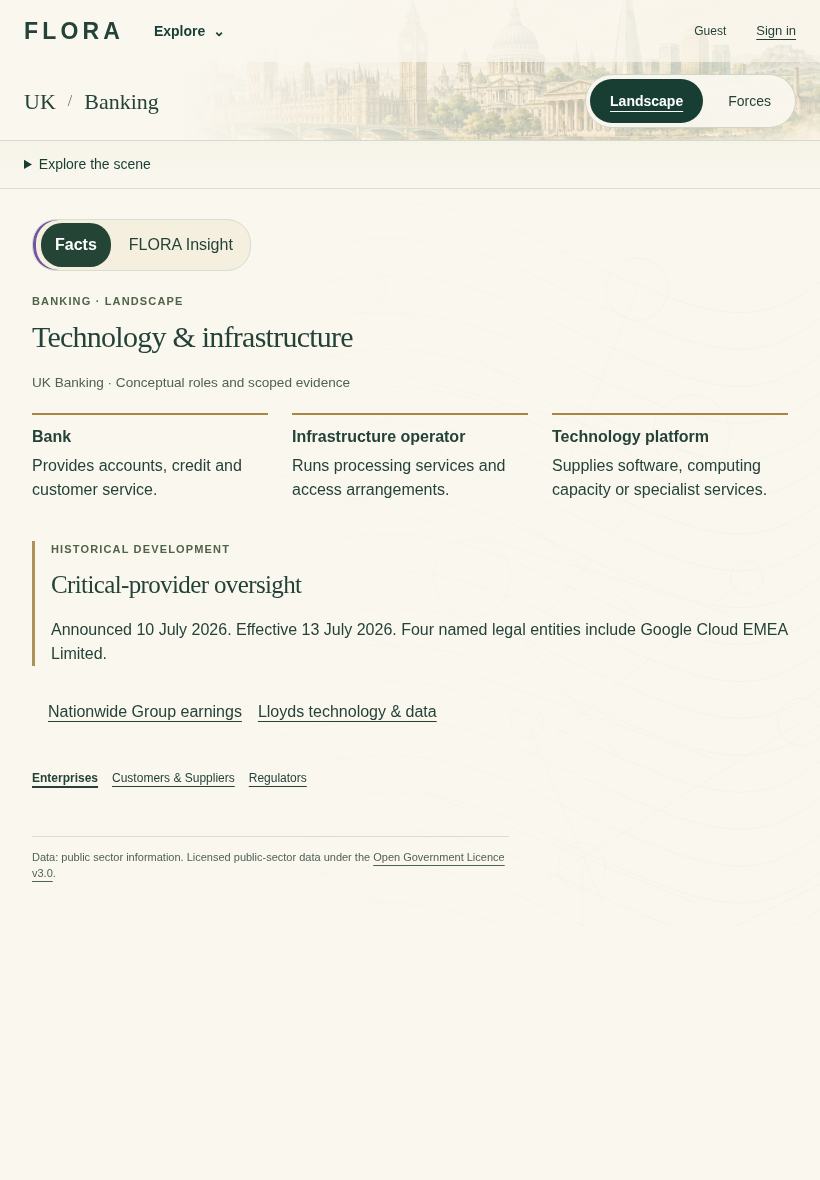 FLORA
Explore
Guest
Sign in
UK / Banking
Landscape
Forces
Explore the scene
Facts
FLORA Insight
BANKING · LANDSCAPE
Technology & infrastructure
UK Banking · Conceptual roles and scoped evidence
Bank
Provides accounts, credit and
customer service.
Infrastructure operator
Runs processing services and
access arrangements.
Technology platform
Supplies software, computing
capacity or specialist services.
HISTORICAL DEVELOPMENT
Critical-provider oversight
Announced 10 July 2026. Effective 13 July 2026. Four named legal entities include Google Cloud EMEA
Limited.
Nationwide Group earnings
Lloyds technology & data
Enterprises
Customers & Suppliers
Regulators
Data: public sector information. Licensed public-sector data under the Open Government Licence
v3.0.